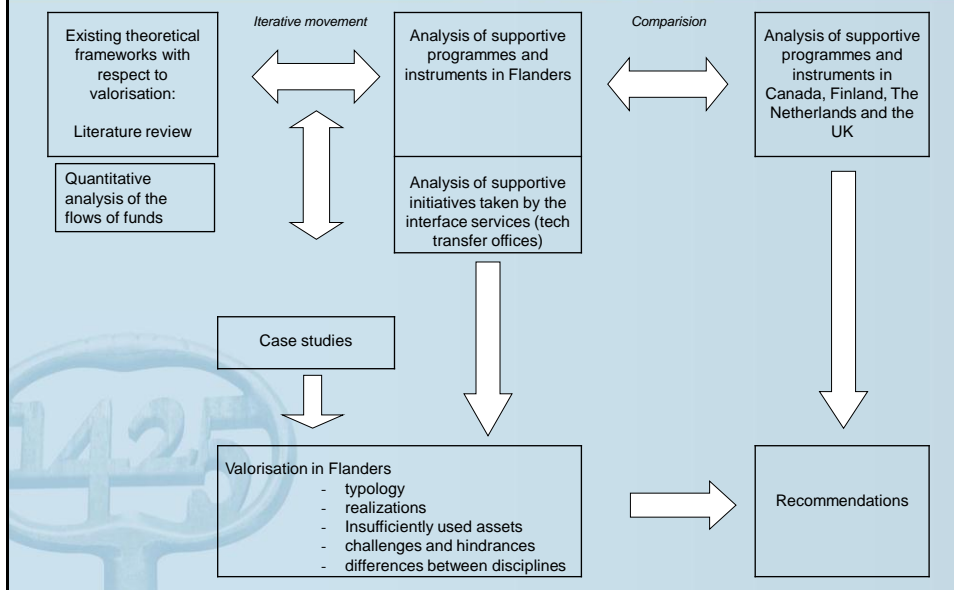 Iterative movement
Comparision
Existing theoretical
frameworks with
respect to
valorisation:
Literature review
Analysis of supportive
programmes and
instruments in Flanders
Analysis of supportive
programmes and
instruments in
Canada, Finland, The
Netherlands and the
UK
Quantitative
analysis of the
flows of funds
Analysis of supportive
initiatives taken by the
interface services (tech
transfer offices)
Case studies
1425
Valorisation in Flanders
- typology
- realizations
- Insufficiently used assets
- challenges and hindrances
- differences between disciplines
Recommendations